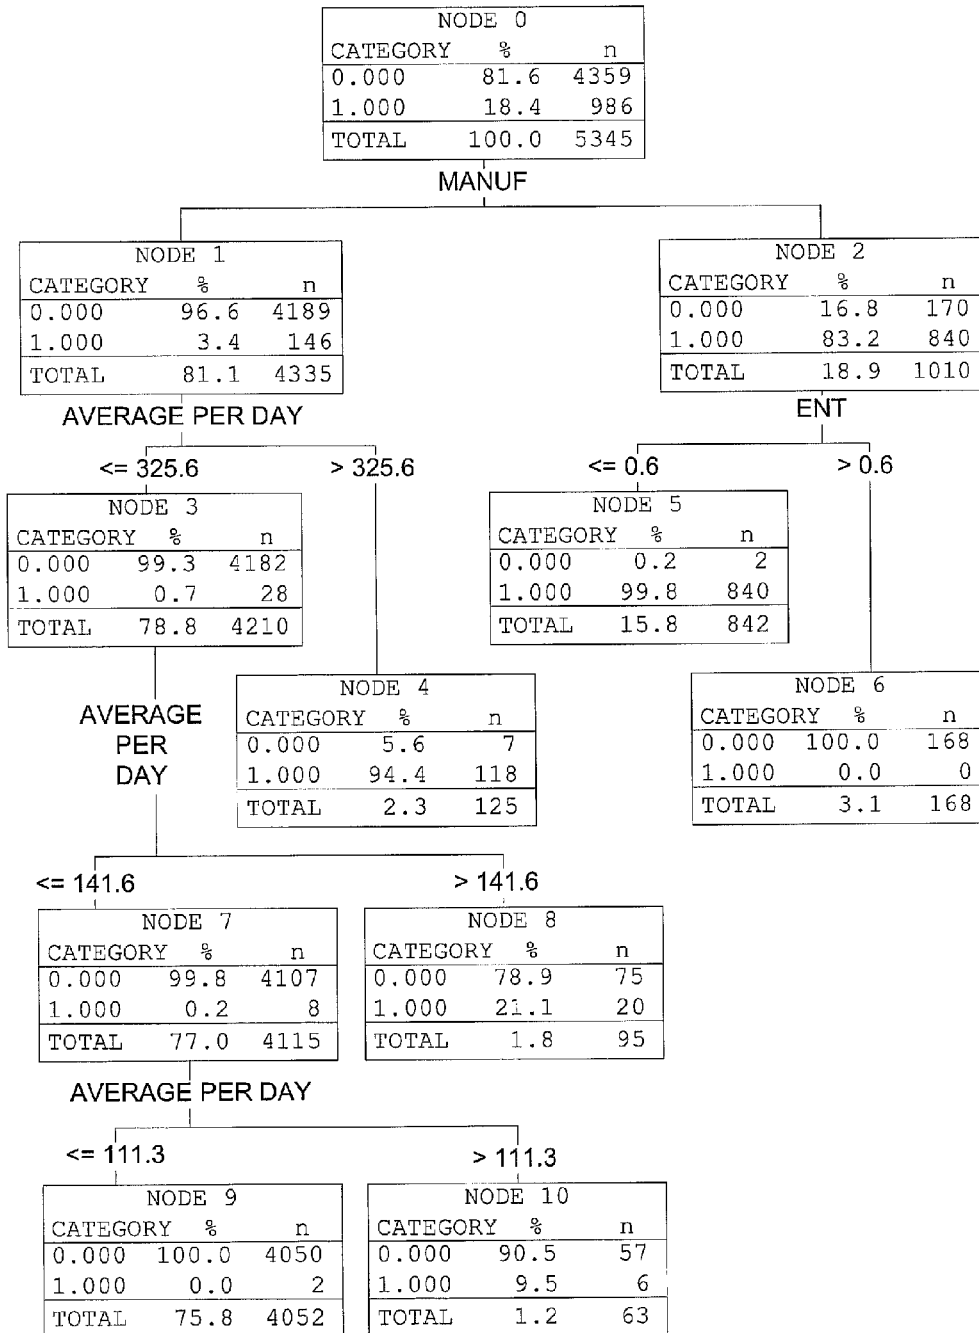 NODE 0
CATEGORY % n
0.000 81.6 4359
1.000 18.4 986
TOTAL 100.0 5345
MANUF
NODE 1
CATEGORY % n
0.000 96.6 4189
1.000 3.4 146
TOTAL 81.1 4335
NODE 2
CATEGORY % n
0.000 16.8 170
1.000 83.2 840
TOTAL 18.9 1010
AVERAGE PER DAY
ENT
<= 325.6
> 325.6
<= 0.6
> 0.6
NODE 3
CATEGORY % n
0.000 99.3 4182
1.000 0.7 28
TOTAL 78.8 4210
NODE 5
CATEGORY % n
0.000 0.2 2
1.000 99.8 840
TOTAL 15.8 842
NODE 4
CATEGORY % n
0.000 5.6 7
1.000 94.4 118
TOTAL 2.3 125
NODE 6
CATEGORY % n
0.000 100.0 168
1.000 0.0 0
TOTAL 3.1 168
AVERAGE
PER
DAY
<= 141.6
> 141.6
NODE 7
CATEGORY % n
0.000 99.8 4107
1.000 0.2 8
TOTAL 77.0 4115
NODE 8
CATEGORY % n
0.000 78.9 75
1.000 21.1 20
TOTAL 1.8 95
AVERAGE PER DAY
<= 111.3
> 111.3
NODE 9
CATEGORY % n
0.000 100.0 4050
1.000 0.0 2
TOTAL 75.8 4052
NODE 10
CATEGORY % n
0.000 90.5 57
1.000 9.5 6
TOTAL 1.2 63